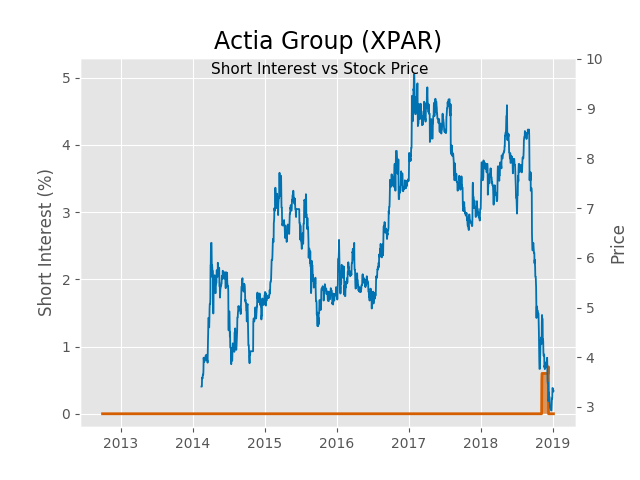 Actia Group (XPAR)
Short Interest vs Stock Price
Short Interest (%)
5
4
3
2
1
0
10
9
8
7
6
5
4
3
Price
2013 2014 2015 2016 2017 2018 2019